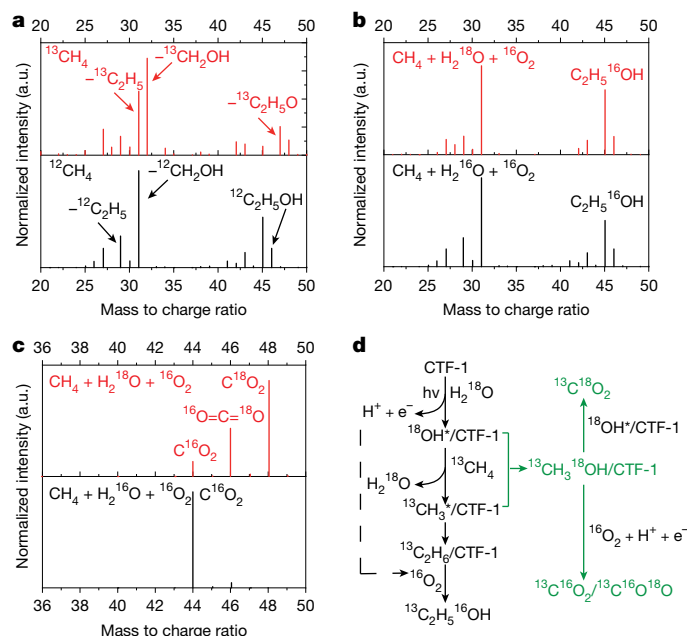 a
20 25 30 35 40 45 50
¹³CH₄
–¹³CH₂OH
–¹³C₂H₅
–¹³C₂H₅O
¹²CH₄
–¹²CH₂OH
–¹²C₂H₅
¹²C₂H₅OH
Normalized intensity (a.u.)
20 25 30 35 40 45 50
Mass to charge ratio
b
20 25 30 35 40 45 50
CH₄ + H₂¹⁸O + ¹⁶O₂
C₂H₅¹⁶OH
CH₄ + H₂¹⁶O + ¹⁶O₂
C₂H₅¹⁶OH
Normalized intensity (a.u.)
20 25 30 35 40 45 50
Mass to charge ratio
c
36 38 40 42 44 46 48 50
CH₄ + H₂¹⁸O + ¹⁶O₂
C¹⁸O₂
¹⁶O=C=¹⁸O
C¹⁶O₂
CH₄ + H₂¹⁶O + ¹⁶O₂
C¹⁶O₂
Normalized intensity (a.u.)
36 38 40 42 44 46 48 50
Mass to charge ratio
d
CTF-1
hv
H₂¹⁸O
H⁺ + e⁻
¹⁸OH*/CTF-1
¹³CH₄
H₂¹⁸O
¹³CH₃*/CTF-1
¹³C₂H₆/CTF-1
¹⁶O₂
¹³C₂H₅¹⁶OH
¹³C¹⁸O₂
¹⁸OH*/CTF-1
¹³CH₃¹⁸OH/CTF-1
¹⁶O₂ + H⁺ + e⁻
¹³C¹⁶O₂/¹³C¹⁶O¹⁸O